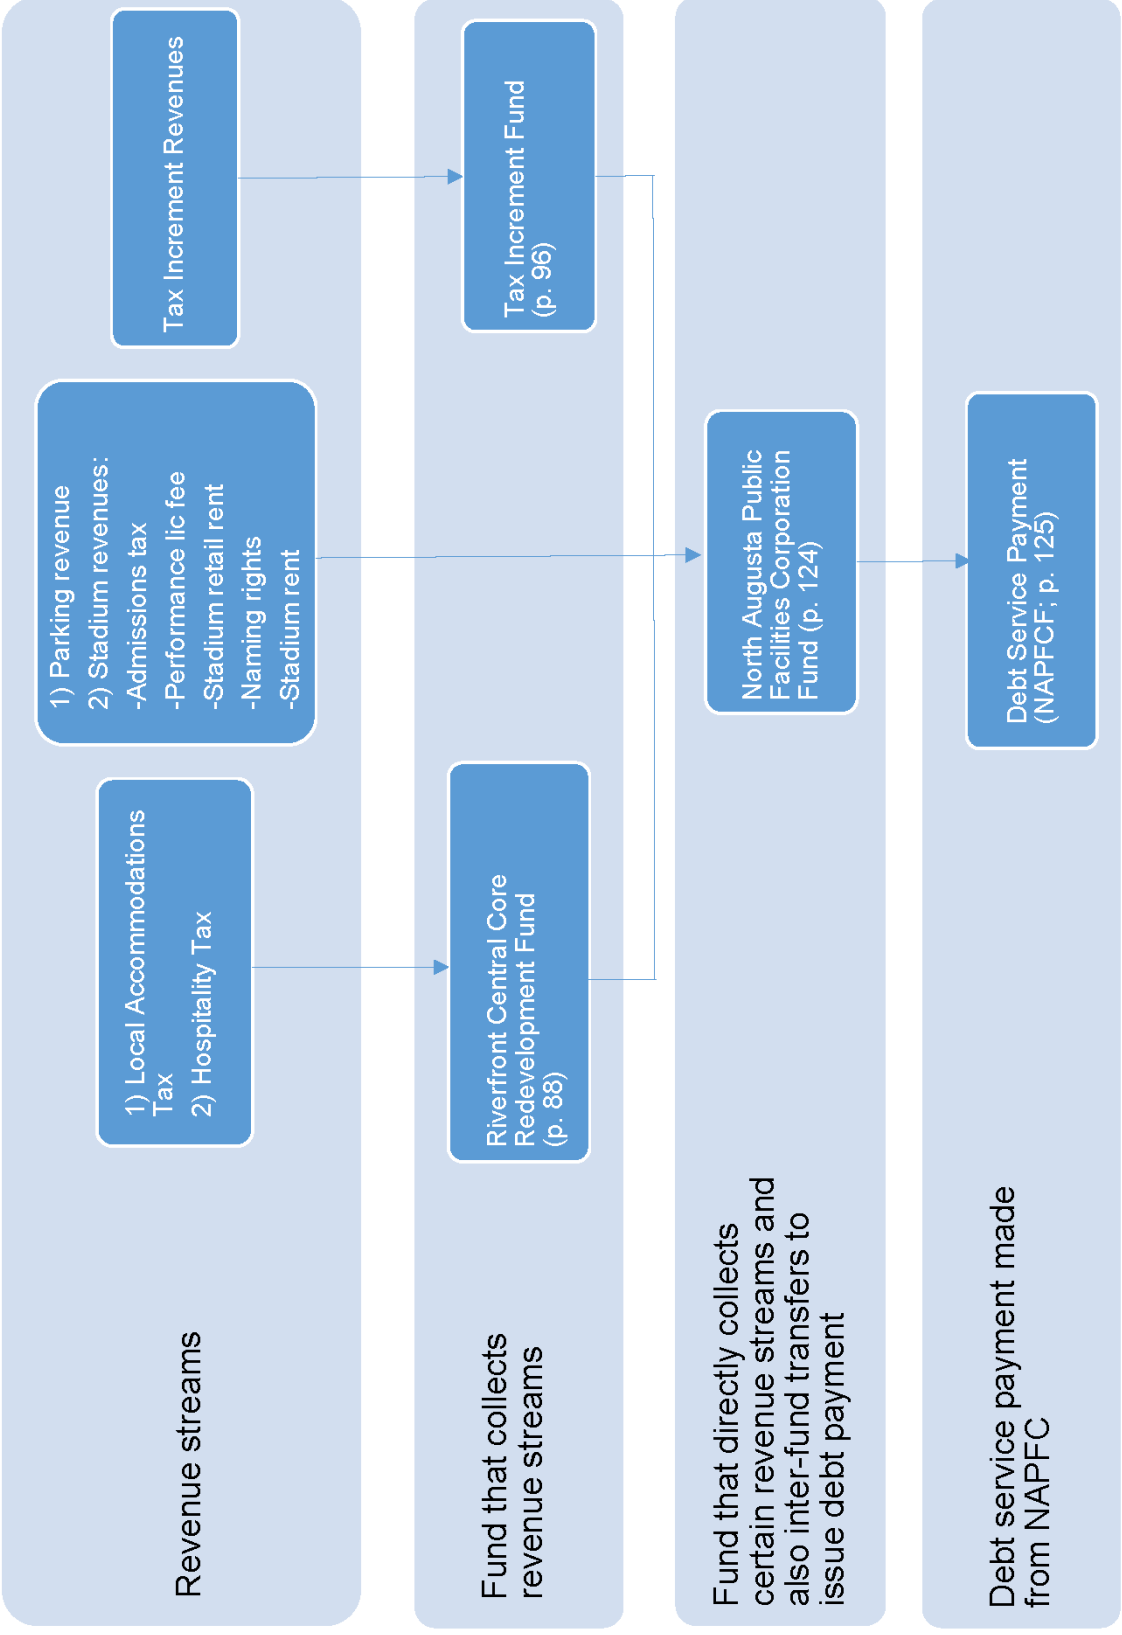 Revenue streams
1) Local Accommodations
Tax
2) Hospitality Tax
1) Parking revenue
2) Stadium revenues:
-Admissions tax
-Performance lic fee
-Stadium retail rent
-Naming rights
-Stadium rent
Tax Increment Revenues
Fund that collects
revenue streams
Riverfront Central Core
Redevelopment Fund
(p. 88)
Tax Increment Fund
(p. 96)
Fund that directly collects
certain revenue streams and
also inter-fund transfers to
issue debt payment
North Augusta Public
Facilities Corporation
Fund (p. 124)
Debt service payment made
from NAPFC
Debt Service Payment
(NAPFCF; p. 125)